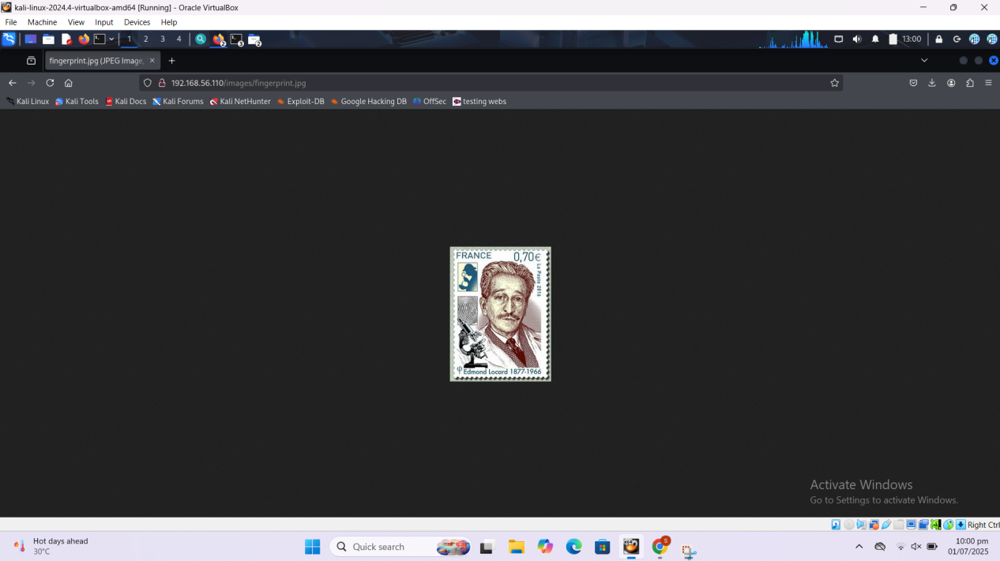 kali-linux-2024.4-virtualbox-amd64 [Running] - Oracle VirtualBox
File Machine View Input Devices Help
1 2 3 4 2 3 2 13:00
fingerprint.jpg (JPEG Image,
192.168.56.110/images/fingerprint.jpg
Kali Linux Kali Tools Kali Docs Kali Forums Kali NetHunter Exploit-DB Google Hacking DB OffSec testing webs
FRANCE 0,70€
La Poste 2016
Edmond Locard 1877-1966
Activate Windows
Go to Settings to activate Windows.
Right Ctrl
Hot days ahead
30°C
Quick search
5
10:00 pm
01/07/2025